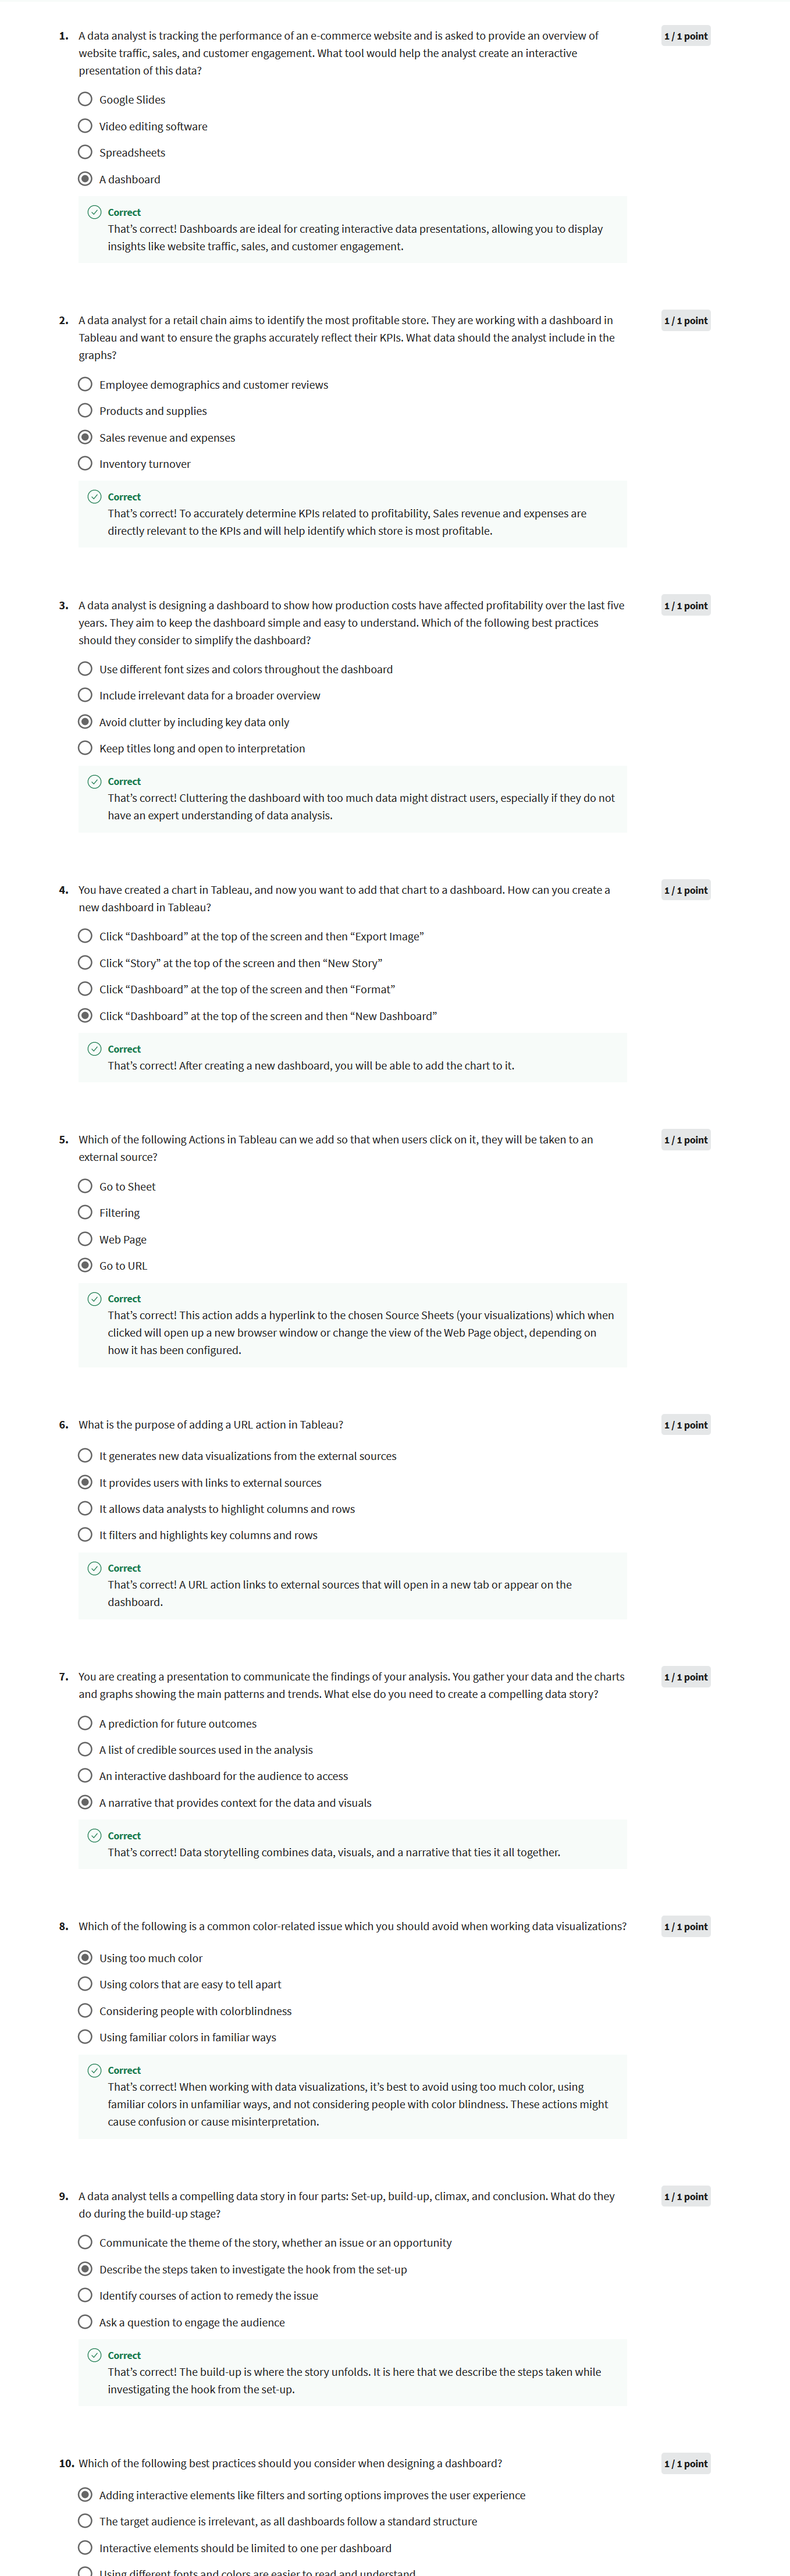 1. A data analyst is tracking the performance of an e-commerce website and is asked to provide an overview of
1 / 1 point
website traffic, sales, and customer engagement. What tool would help the analyst create an interactive
presentation of this data?
Google Slides
Video editing software
Spreadsheets
A dashboard
Correct
That's correct! Dashboards are ideal for creating interactive data presentations, allowing you to display
insights like website traffic, sales, and customer engagement.
2. A data analyst for a retail chain aims to identify the most profitable store. They are working with a dashboard in
1 / 1 point
Tableau and want to ensure the graphs accurately reflect their KPIs. What data should the analyst include in the
graphs?
Employee demographics and customer reviews
Products and supplies
Sales revenue and expenses
Inventory turnover
Correct
That's correct! To accurately determine KPIs related to profitability, Sales revenue and expenses are
directly relevant to the KPIs and will help identify which store is most profitable.
3. A data analyst is designing a dashboard to show how production costs have affected profitability over the last five
1 / 1 point
years. They aim to keep the dashboard simple and easy to understand. Which of the following best practices
should they consider to simplify the dashboard?
Use different font sizes and colors throughout the dashboard
Include irrelevant data for a broader overview
Avoid clutter by including key data only
Keep titles long and open to interpretation
Correct
That's correct! Cluttering the dashboard with too much data might distract users, especially if they do not
have an expert understanding of data analysis.
4. You have created a chart in Tableau, and now you want to add that chart to a dashboard. How can you create a
1 / 1 point
new dashboard in Tableau?
Click “Dashboard” at the top of the screen and then “Export Image”
Click “Story” at the top of the screen and then “New Story”
Click “Dashboard” at the top of the screen and then “Format”
Click “Dashboard” at the top of the screen and then “New Dashboard”
Correct
That's correct! After creating a new dashboard, you will be able to add the chart to it.
5. Which of the following Actions in Tableau can we add so that when users click on it, they will be taken to an
1 / 1 point
external source?
Go to Sheet
Filtering
Web Page
Go to URL
Correct
That's correct! This action adds a hyperlink to the chosen Source Sheets (your visualizations) which when
clicked will open up a new browser window or change the view of the Web Page object, depending on
how it has been configured.
6. What is the purpose of adding a URL action in Tableau?
1 / 1 point
It generates new data visualizations from the external sources
It provides users with links to external sources
It allows data analysts to highlight columns and rows
It filters and highlights key columns and rows
Correct
That's correct! A URL action links to external sources that will open in a new tab or appear on the
dashboard.
7. You are creating a presentation to communicate the findings of your analysis. You gather your data and the charts
1 / 1 point
and graphs showing the main patterns and trends. What else do you need to create a compelling data story?
A prediction for future outcomes
A list of credible sources used in the analysis
An interactive dashboard for the audience to access
A narrative that provides context for the data and visuals
Correct
That's correct! Data storytelling combines data, visuals, and a narrative that ties it all together.
8. Which of the following is a common color-related issue which you should avoid when working data visualizations?
1 / 1 point
Using too much color
Using colors that are easy to tell apart
Considering people with colorblindness
Using familiar colors in familiar ways
Correct
That's correct! When working with data visualizations, it's best to avoid using too much color, using
familiar colors in unfamiliar ways, and not considering people with color blindness. These actions might
cause confusion or cause misinterpretation.
9. A data analyst tells a compelling data story in four parts: Set-up, build-up, climax, and conclusion. What do they
1 / 1 point
do during the build-up stage?
Communicate the theme of the story, whether an issue or an opportunity
Describe the steps taken to investigate the hook from the set-up
Identify courses of action to remedy the issue
Ask a question to engage the audience
Correct
That's correct! The build-up is where the story unfolds. It is here that we describe the steps taken while
investigating the hook from the set-up.
10. Which of the following best practices should you consider when designing a dashboard?
1 / 1 point
Adding interactive elements like filters and sorting options improves the user experience
The target audience is irrelevant, as all dashboards follow a standard structure
Interactive elements should be limited to one per dashboard
Using different fonts and colors are easier to read and understand